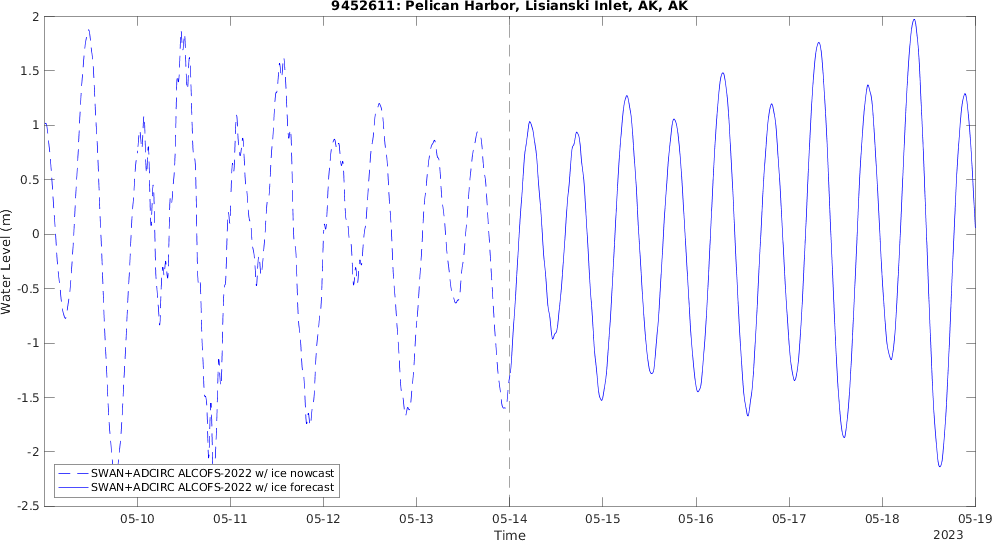 9452611: Pelican Harbor, Lisianski Inlet, AK, AK
2
1.5
1
0.5
0
-0.5
-1
-1.5
-2
-2.5
Water Level (m)
SWAN+ADCIRC ALCOFS-2022 w/ ice nowcast
SWAN+ADCIRC ALCOFS-2022 w/ ice forecast
05-10 05-11 05-12 05-13 05-14 05-15 05-16 05-17 05-18 05-19
Time
2023